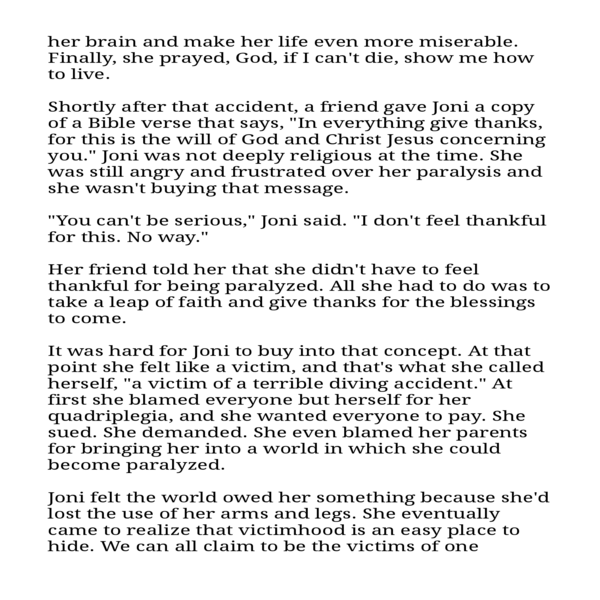 her brain and make her life even more miserable.
Finally, she prayed, God, if I can't die, show me how
to live.
Shortly after that accident, a friend gave Joni a copy
of a Bible verse that says, "In everything give thanks,
for this is the will of God and Christ Jesus concerning
you." Joni was not deeply religious at the time. She
was still angry and frustrated over her paralysis and
she wasn't buying that message.
"You can't be serious," Joni said. "I don't feel thankful
for this. No way."
Her friend told her that she didn't have to feel
thankful for being paralyzed. All she had to do was to
take a leap of faith and give thanks for the blessings
to come.
It was hard for Joni to buy into that concept. At that
point she felt like a victim, and that's what she called
herself, "a victim of a terrible diving accident." At
first she blamed everyone but herself for her
quadriplegia, and she wanted everyone to pay. She
sued. She demanded. She even blamed her parents
for bringing her into a world in which she could
become paralyzed.
Joni felt the world owed her something because she'd
lost the use of her arms and legs. She eventually
came to realize that victimhood is an easy place to
hide. We can all claim to be the victims of one